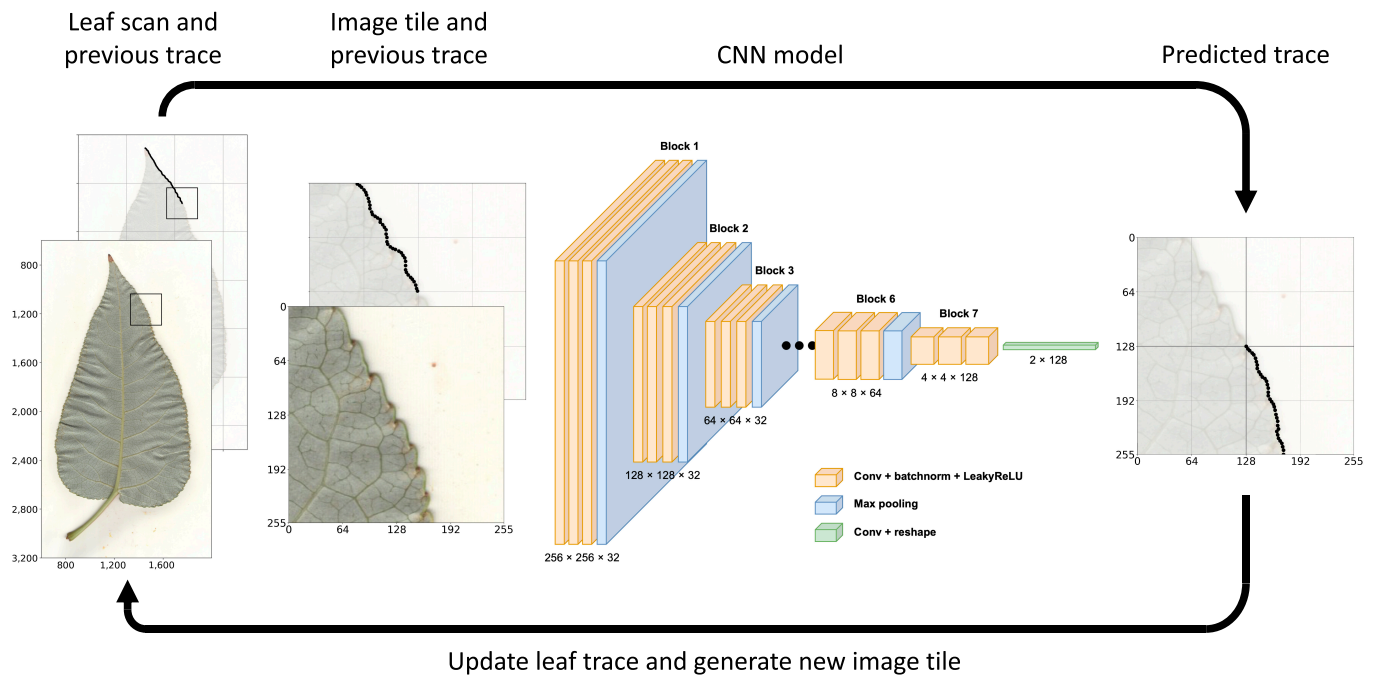 Leaf scan and
previous trace
Image tile and
previous trace
CNN model
Predicted trace
800
1,200
1,600
2,000
2,400
2,800
3,200
800
1,200
1,600
0
64
128
192
255
0
64
128
192
255
Block 1
256 × 256 × 32
Block 2
128 × 128 × 32
Block 3
64 × 64 × 32
Block 6
8 × 8 × 64
Block 7
4 × 4 × 128
2 × 128
Conv + batchnorm + LeakyReLU
Max pooling
Conv + reshape
0
64
128
192
255
0
64
128
192
255
Update leaf trace and generate new image tile